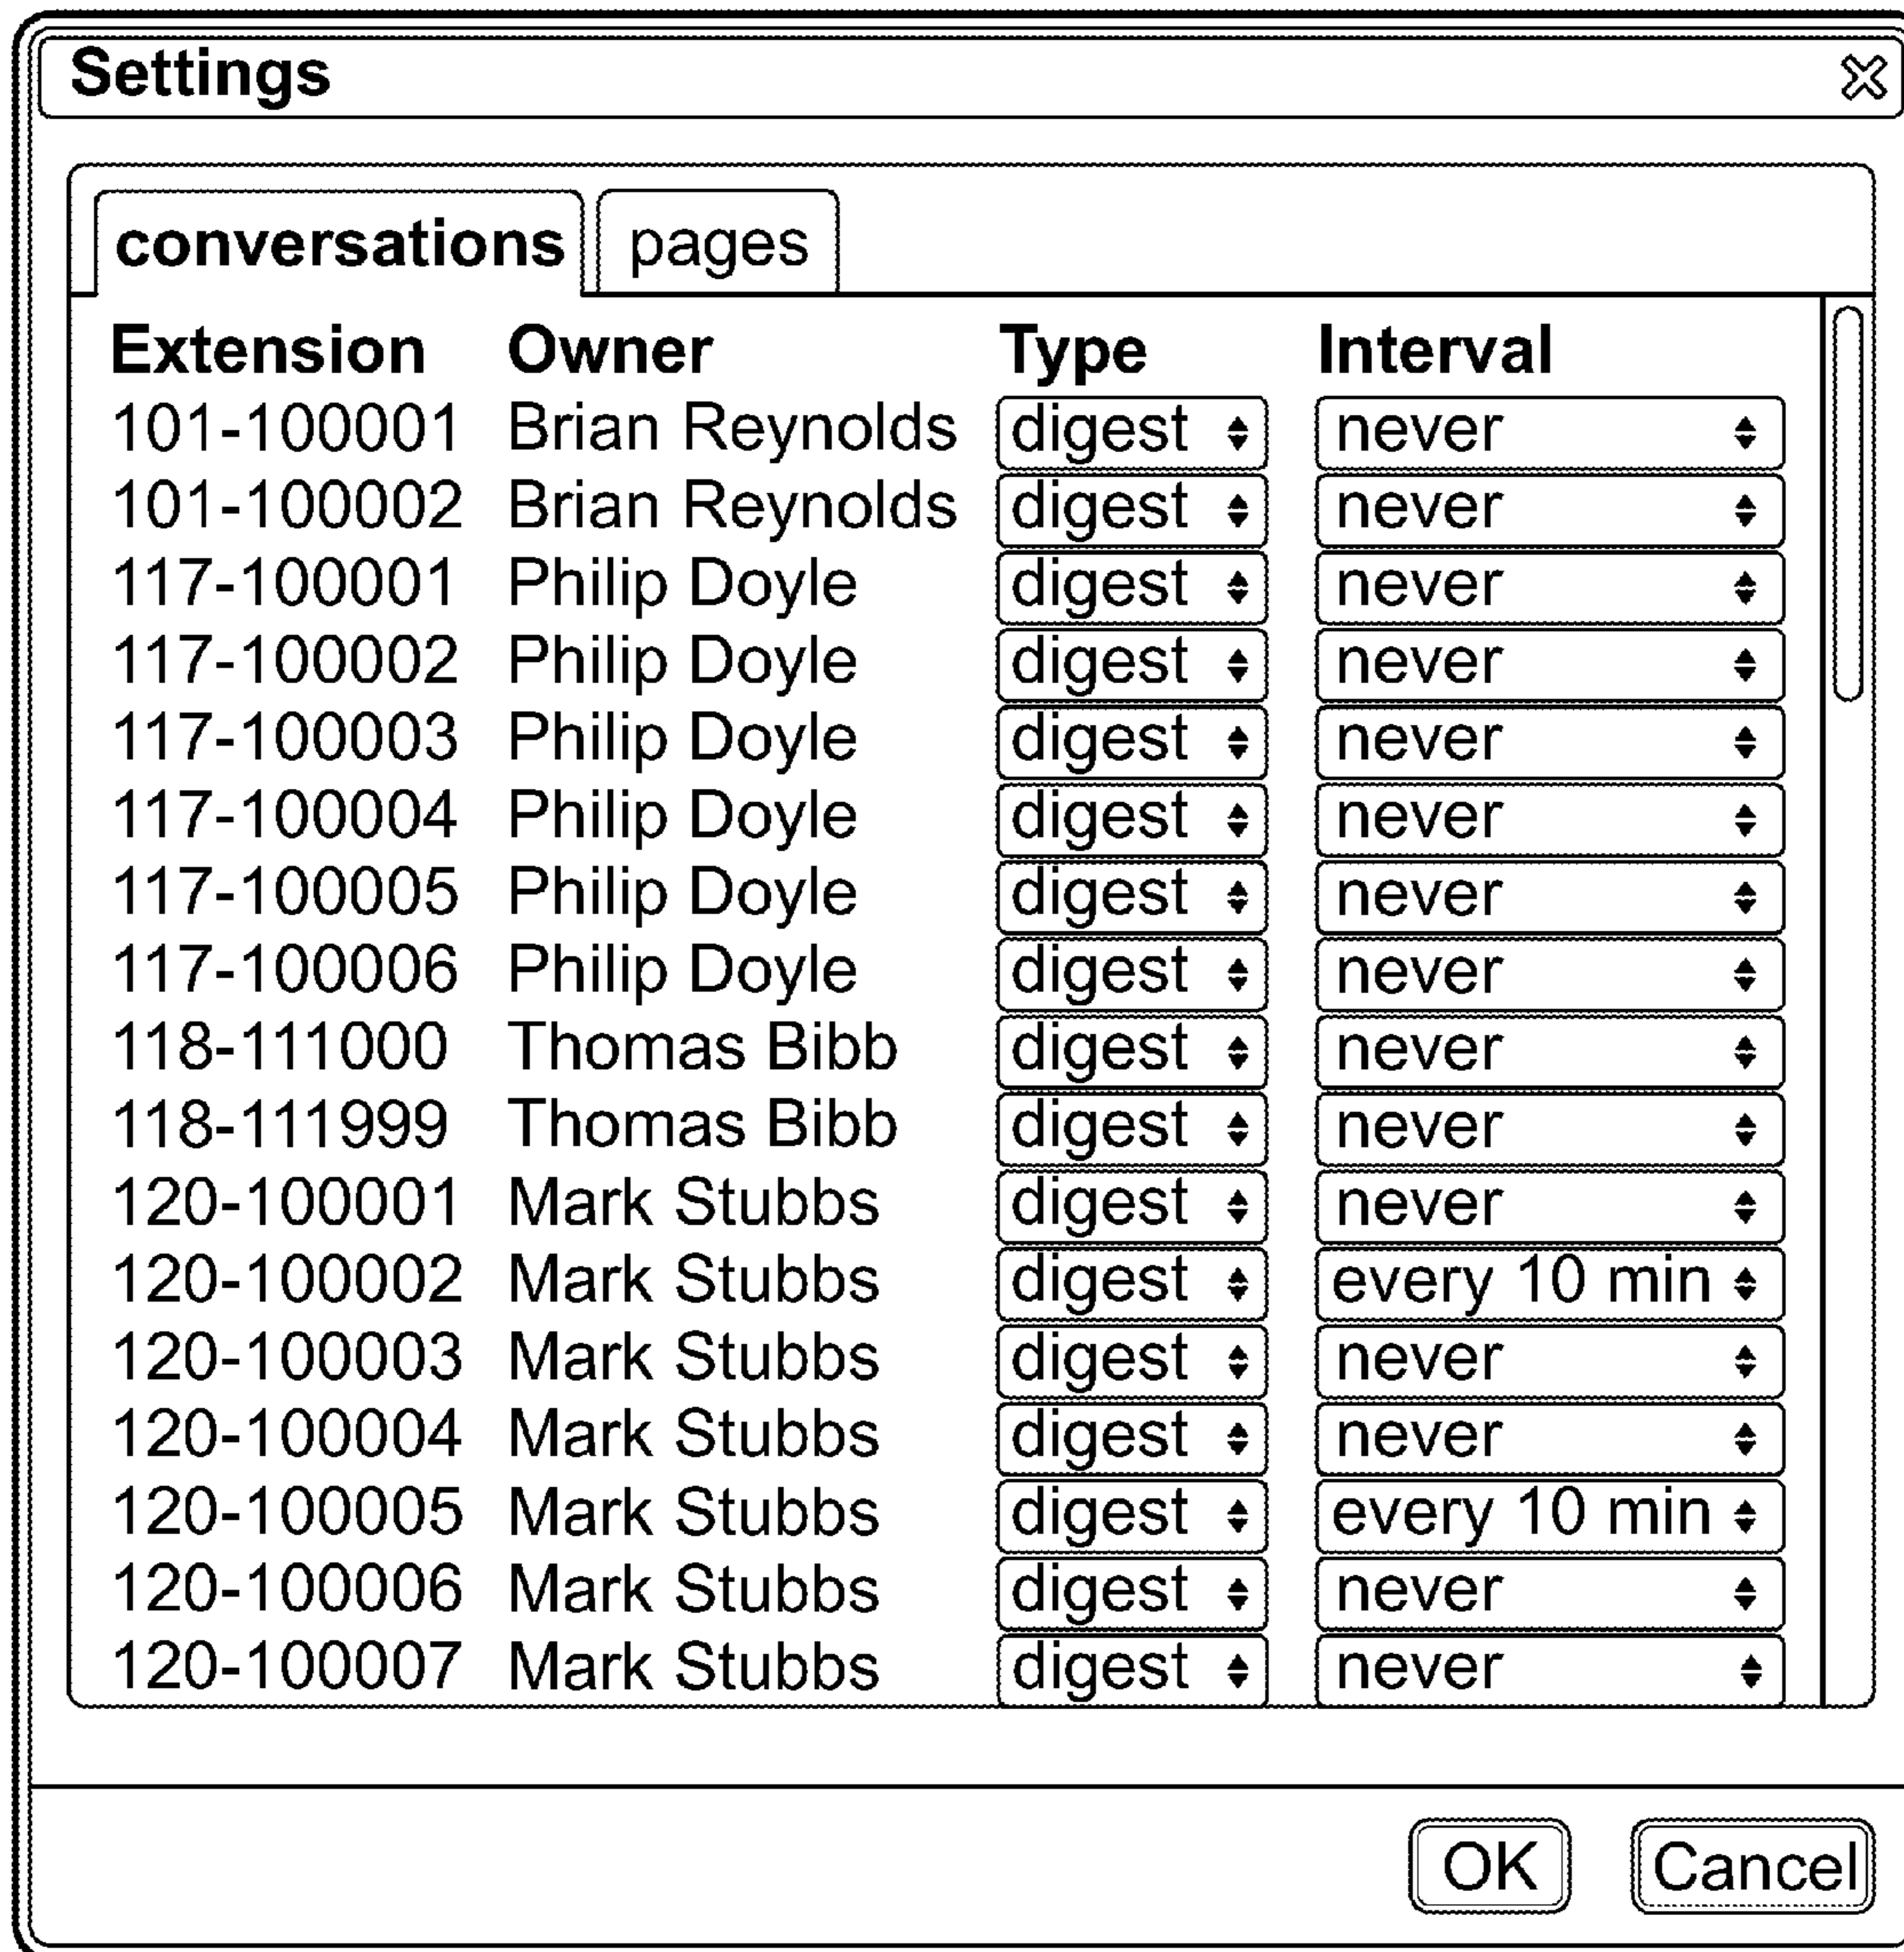 Settings
conversations pages
Extension Owner Type Interval
101-100001 Brian Reynolds digest never
101-100002 Brian Reynolds digest never
117-100001 Philip Doyle digest never
117-100002 Philip Doyle digest never
117-100003 Philip Doyle digest never
117-100004 Philip Doyle digest never
117-100005 Philip Doyle digest never
117-100006 Philip Doyle digest never
118-111000 Thomas Bibb digest never
118-111999 Thomas Bibb digest never
120-100001 Mark Stubbs digest never
120-100002 Mark Stubbs digest every 10 min
120-100003 Mark Stubbs digest never
120-100004 Mark Stubbs digest never
120-100005 Mark Stubbs digest every 10 min
120-100006 Mark Stubbs digest never
120-100007 Mark Stubbs digest never
OK Cancel